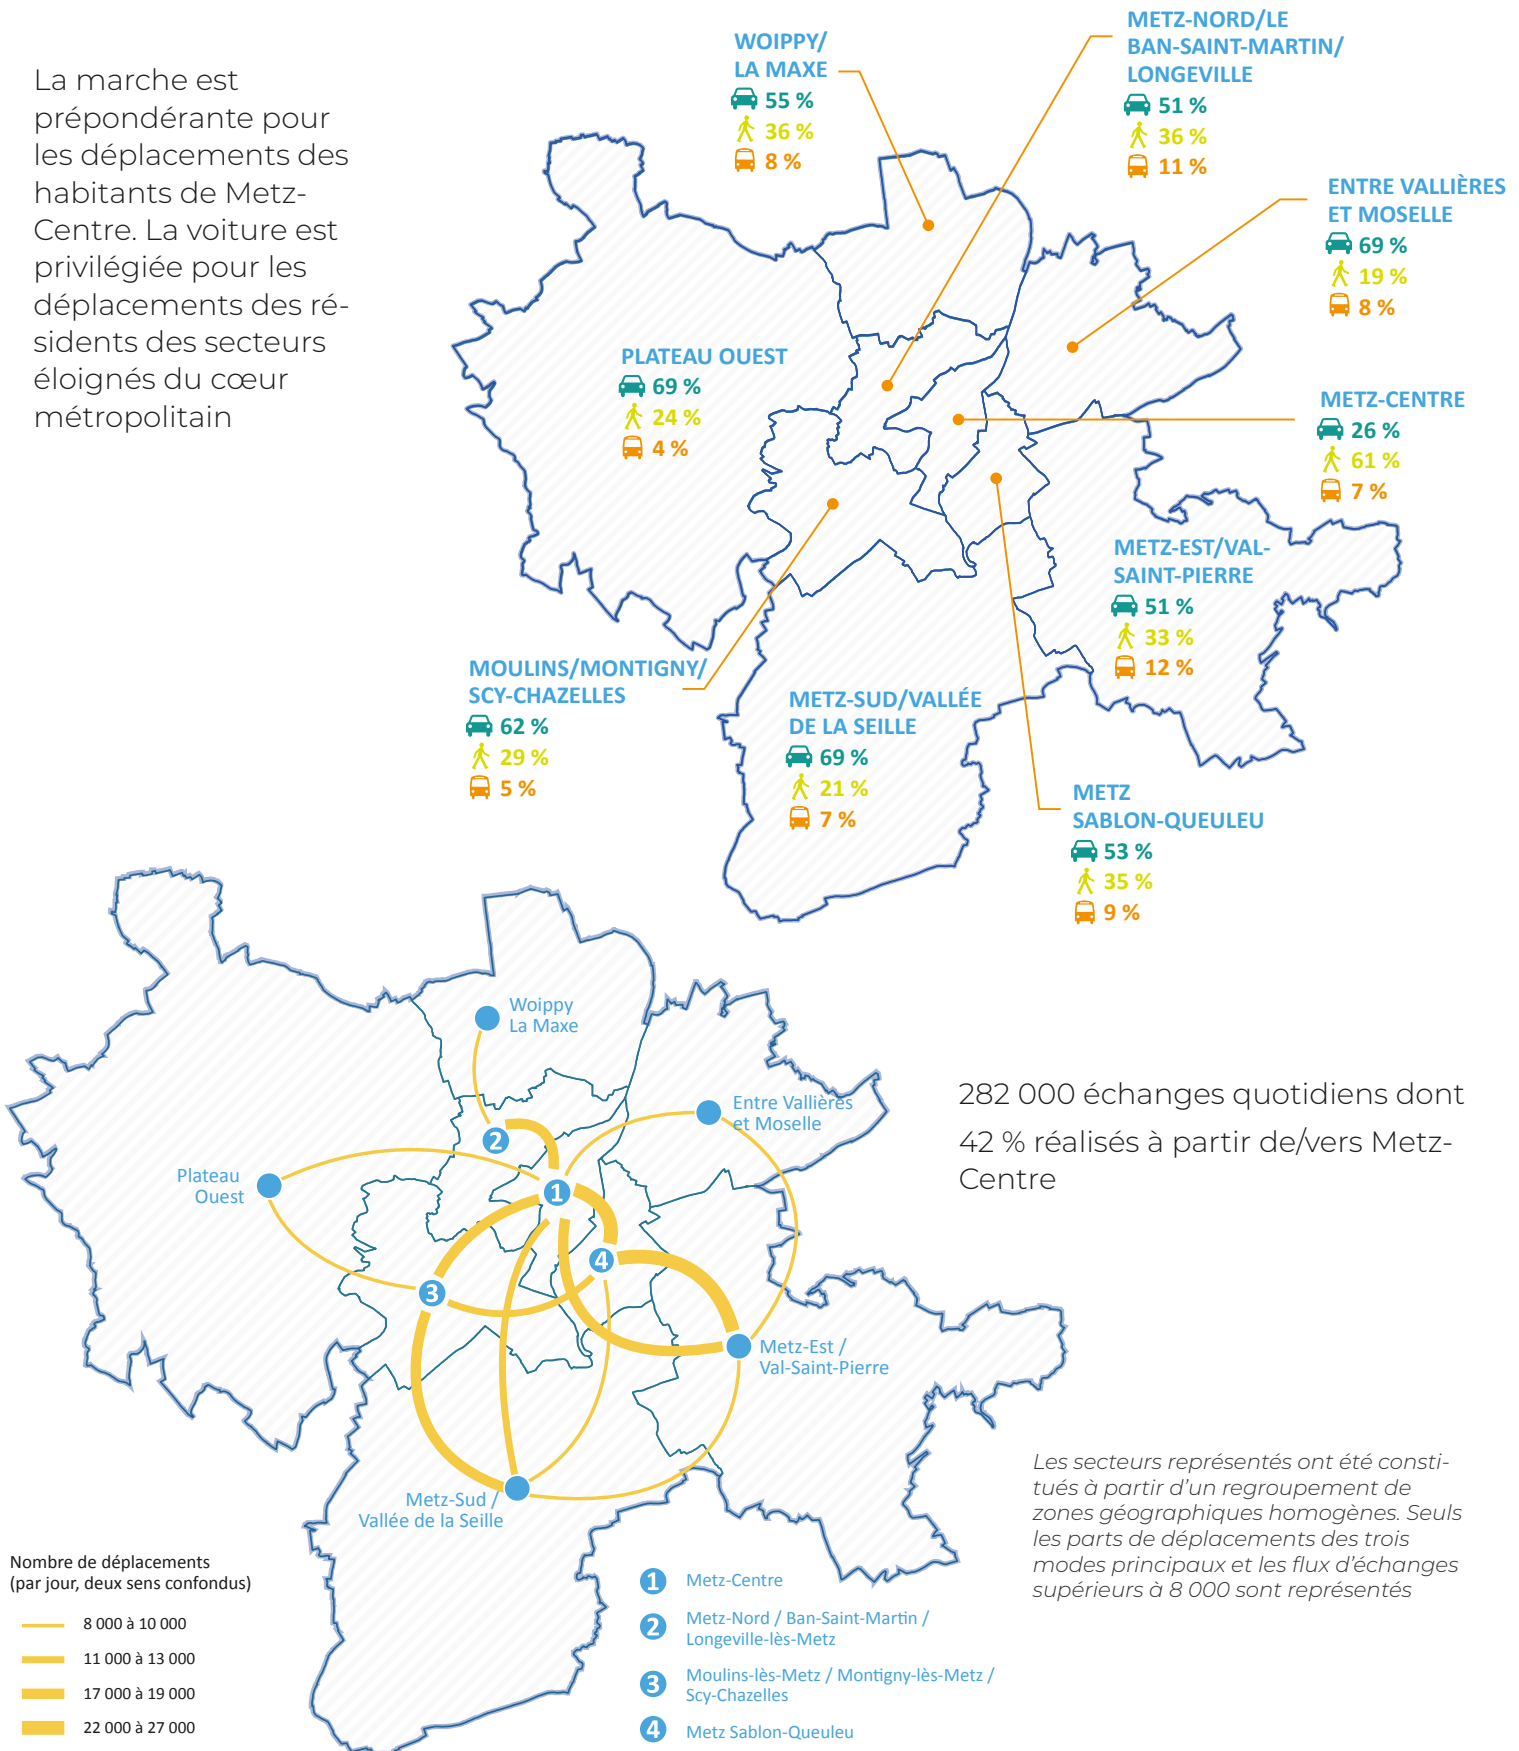 La marche est
prépondérante pour
les déplacements des
habitants de Metz-
Centre. La voiture est
privilégiée pour les
déplacements des ré-
sidents des secteurs
éloignés du cœur
métropolitain
WOIPPY/
LA MAXE
55 %
36 %
8 %
METZ-NORD/LE
BAN-SAINT-MARTIN/
LONGEVILLE
51 %
36 %
11 %
ENTRE VALLIÈRES
ET MOSELLE
69 %
19 %
8 %
PLATEAU OUEST
69 %
24 %
4 %
METZ-CENTRE
26 %
61 %
7 %
METZ-EST/VAL-
SAINT-PIERRE
51 %
33 %
12 %
MOULINS/MONTIGNY/
SCY-CHAZELLES
62 %
29 %
5 %
METZ-SUD/VALLÉE
DE LA SEILLE
69 %
21 %
7 %
METZ
SABLON-QUEULEU
53 %
35 %
9 %
Woippy
La Maxe
Entre Vallières
et Moselle
2
Plateau
Ouest
1
4
3
Metz-Est /
Val-Saint-Pierre
Metz-Sud /
Vallée de la Seille
282 000 échanges quotidiens dont
42 % réalisés à partir de/vers Metz-
Centre
Les secteurs représentés ont été consti-
tués à partir d’un regroupement de
zones géographiques homogènes. Seuls
les parts de déplacements des trois
modes principaux et les flux d’échanges
supérieurs à 8 000 sont représentés
Nombre de déplacements
(par jour, deux sens confondus)
8 000 à 10 000
11 000 à 13 000
17 000 à 19 000
22 000 à 27 000
1 Metz-Centre
2 Metz-Nord / Ban-Saint-Martin /
Longeville-lès-Metz
3 Moulins-lès-Metz / Montigny-lès-Metz /
Scy-Chazelles
4 Metz Sablon-Queuleu